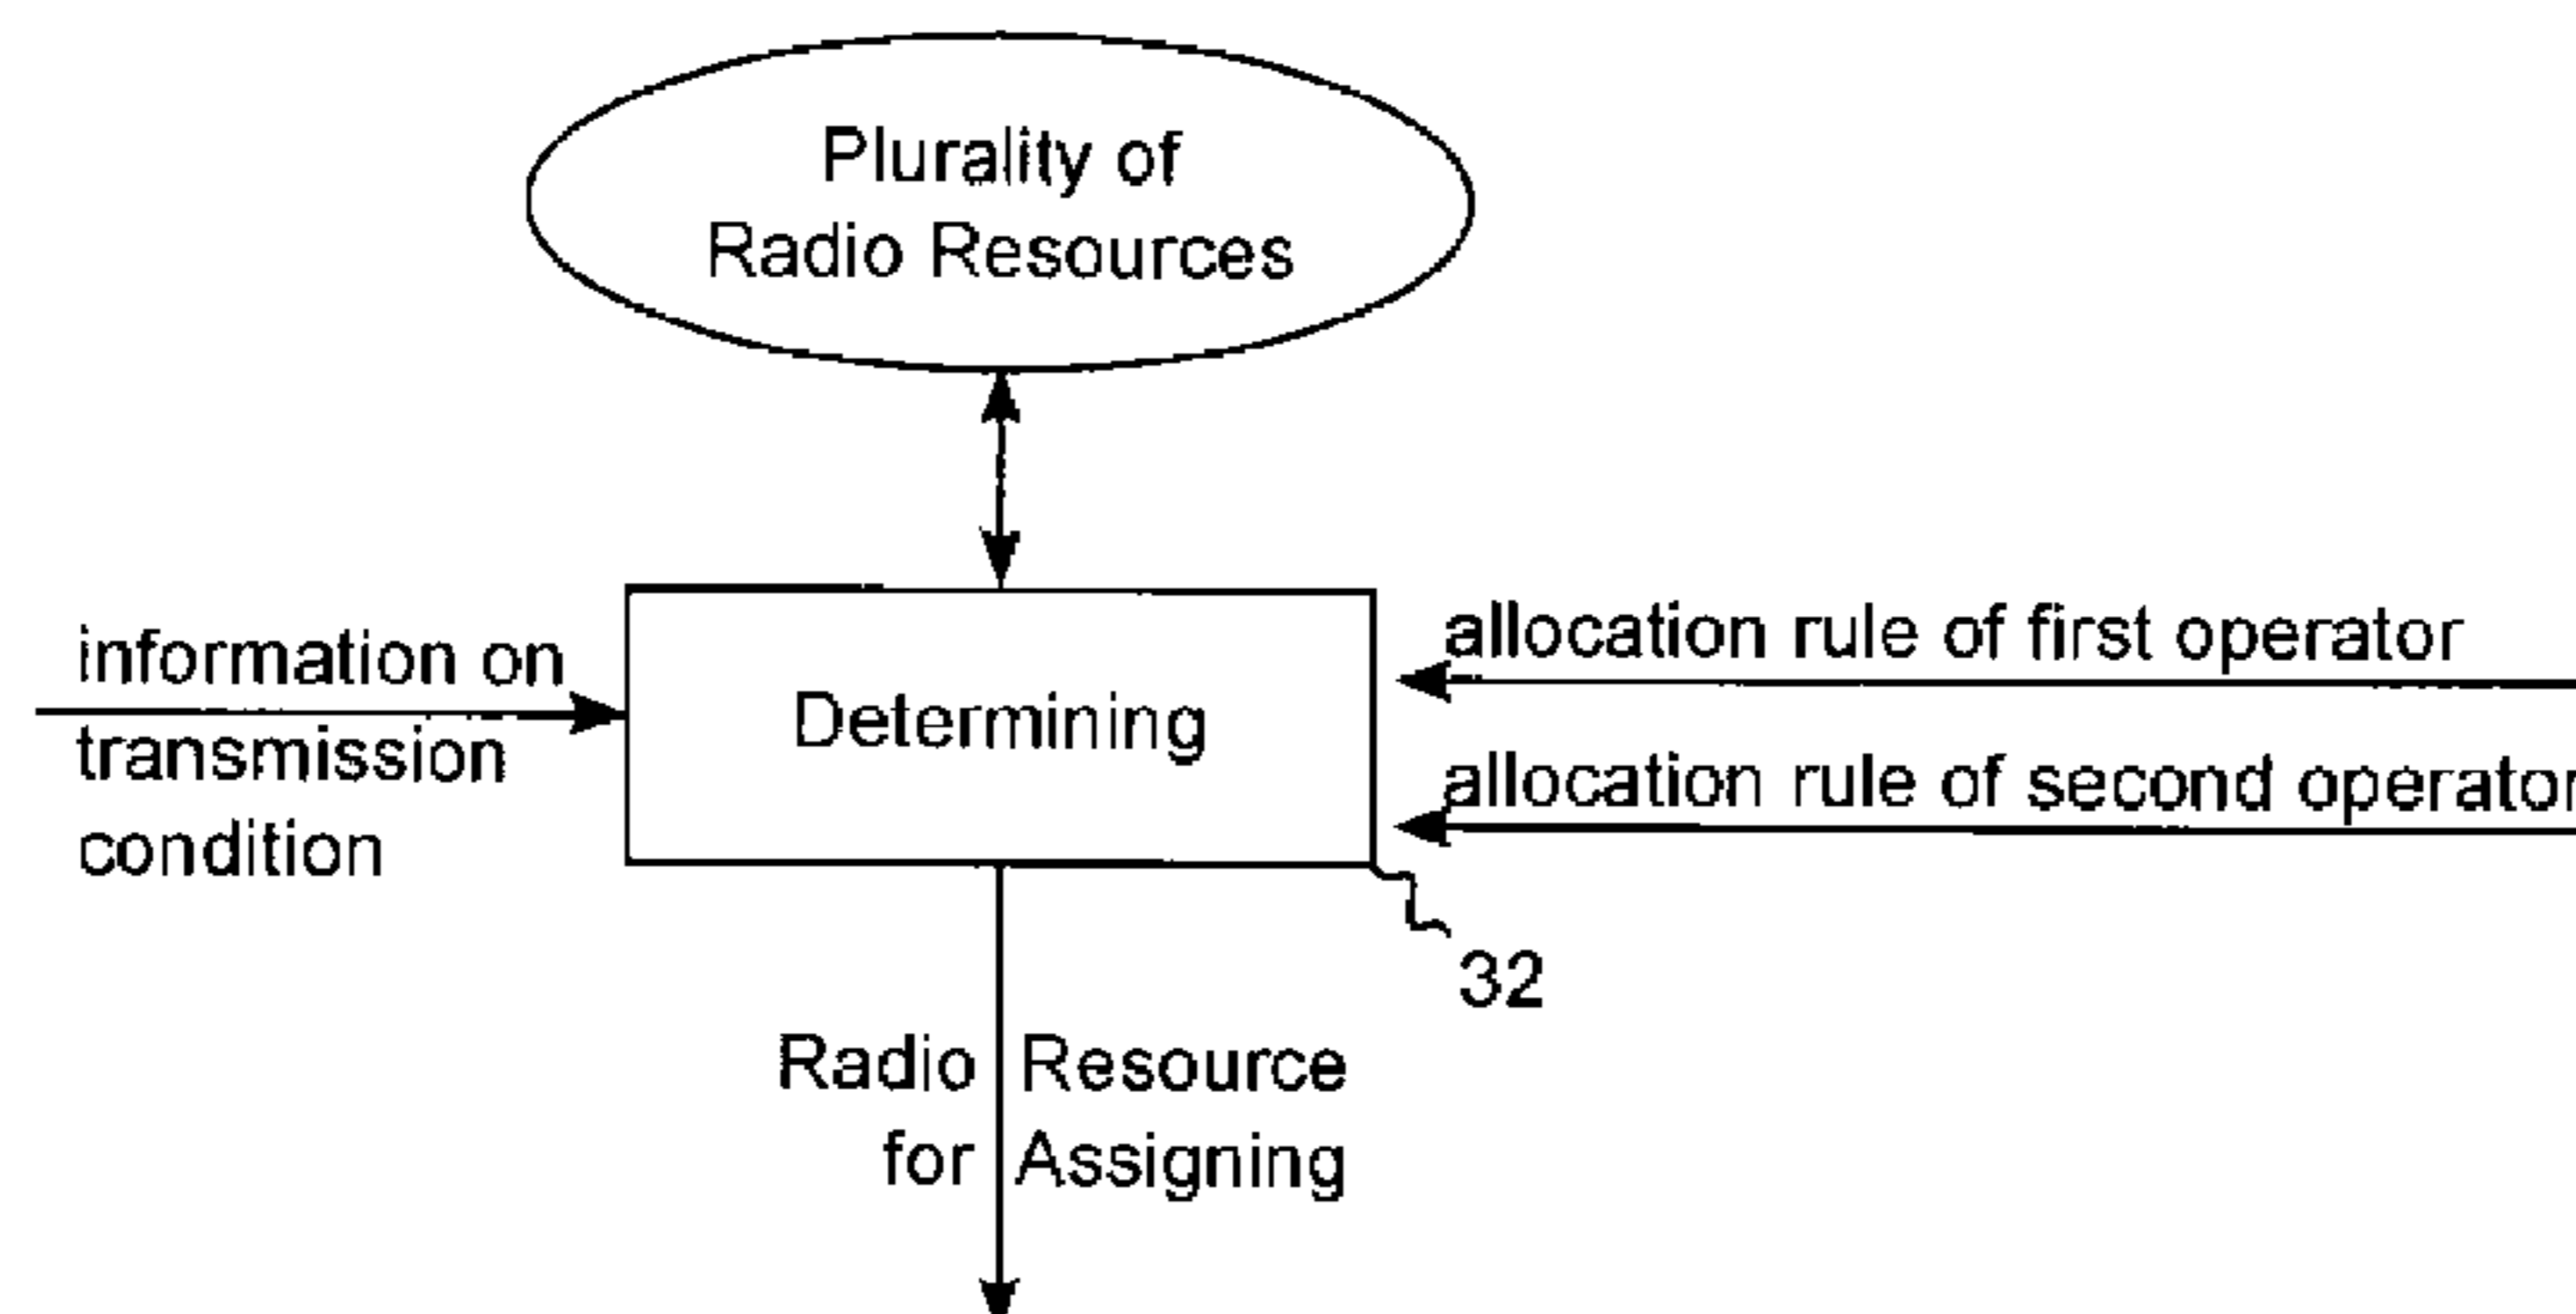 Plurality of
Radio Resources
information on
transmission
condition
Determining
allocation rule of first operator
allocation rule of second operator
32
Radio Resource
for Assigning